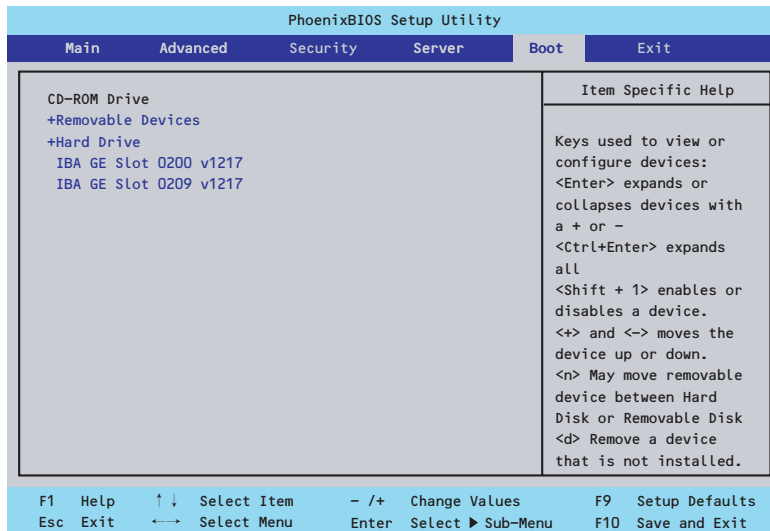 PhoenixBIOS Setup Utility
Main Advanced Security Server Boot Exit
CD-ROM Drive
+Removable Devices
+Hard Drive
IBA GE Slot 0200 v1217
IBA GE Slot 0209 v1217
Item Specific Help
Keys used to view or
configure devices:
<Enter> expands or
collapses devices with
a + or -
<Ctrl+Enter> expands
all
<Shift + 1> enables or
disables a device.
<+> and <-> moves the
device up or down.
<n> May move removable
device between Hard
Disk or Removable Disk
<d> Remove a device
that is not installed.
F1 Help ↑↓ Select Item - /+ Change Values F9 Setup Defaults
Esc Exit ←→ Select Menu Enter Select ▶ Sub-Menu F10 Save and Exit